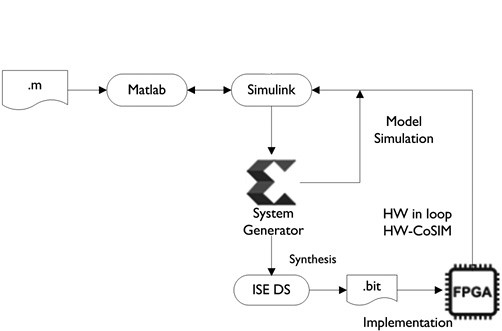 .m
Matlab
Simulink
Model
Simulation
System
Generator
HW in loop
HW-CoSIM
Synthesis
ISE DS
.bit
FPGA
Implementation